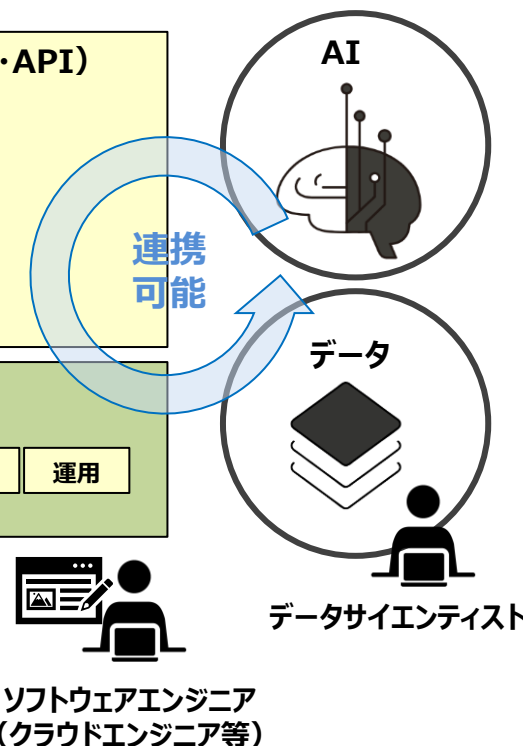 ・API）
AI
連携
可能
データ
運用
データサイエンティスト
ソフトウェアエンジニア
（クラウドエンジニア等）